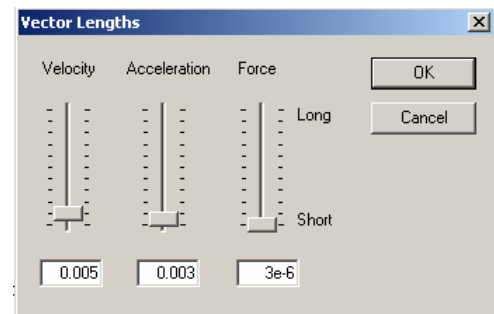 Vector Lengths
Velocity Acceleration Force
OK
Long
Cancel
Short
0.005 0.003 3e-6